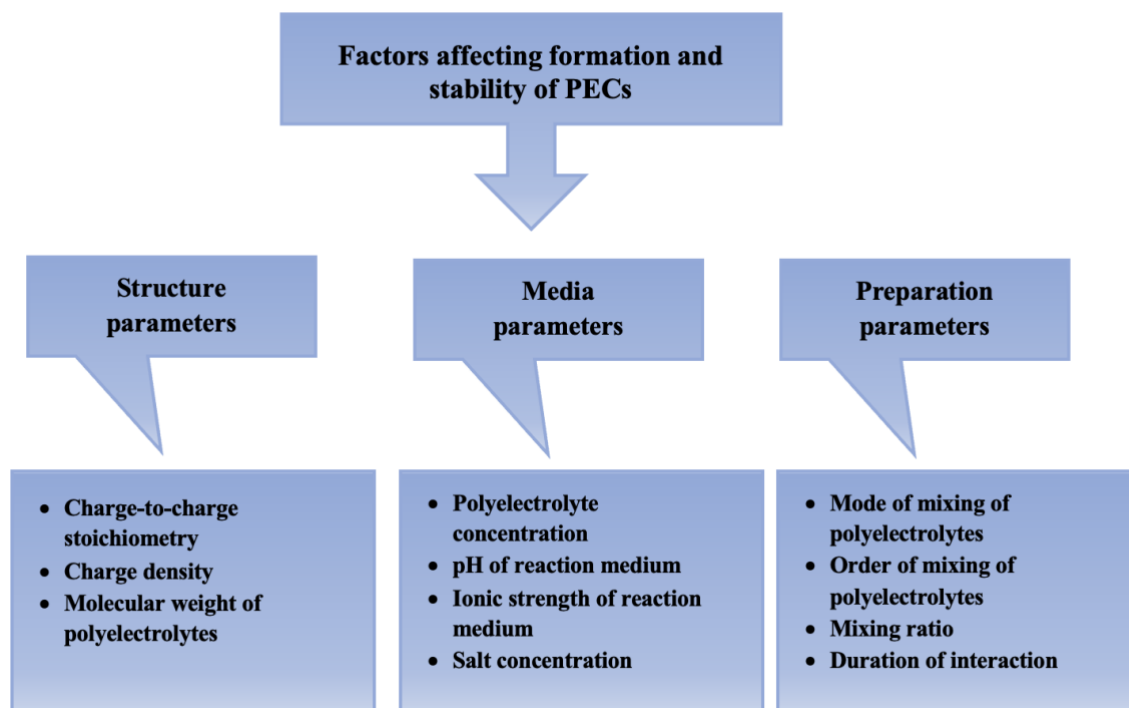 Factors affecting formation and
stability of PECs
Structure
parameters
Media
parameters
Preparation
parameters
• Charge-to-charge
stoichiometry
• Charge density
• Molecular weight of
polyelectrolytes
• Polyelectrolyte
concentration
• pH of reaction medium
• Ionic strength of reaction
medium
• Salt concentration
• Mode of mixing of
polyelectrolytes
• Order of mixing of
polyelectrolytes
• Mixing ratio
• Duration of interaction